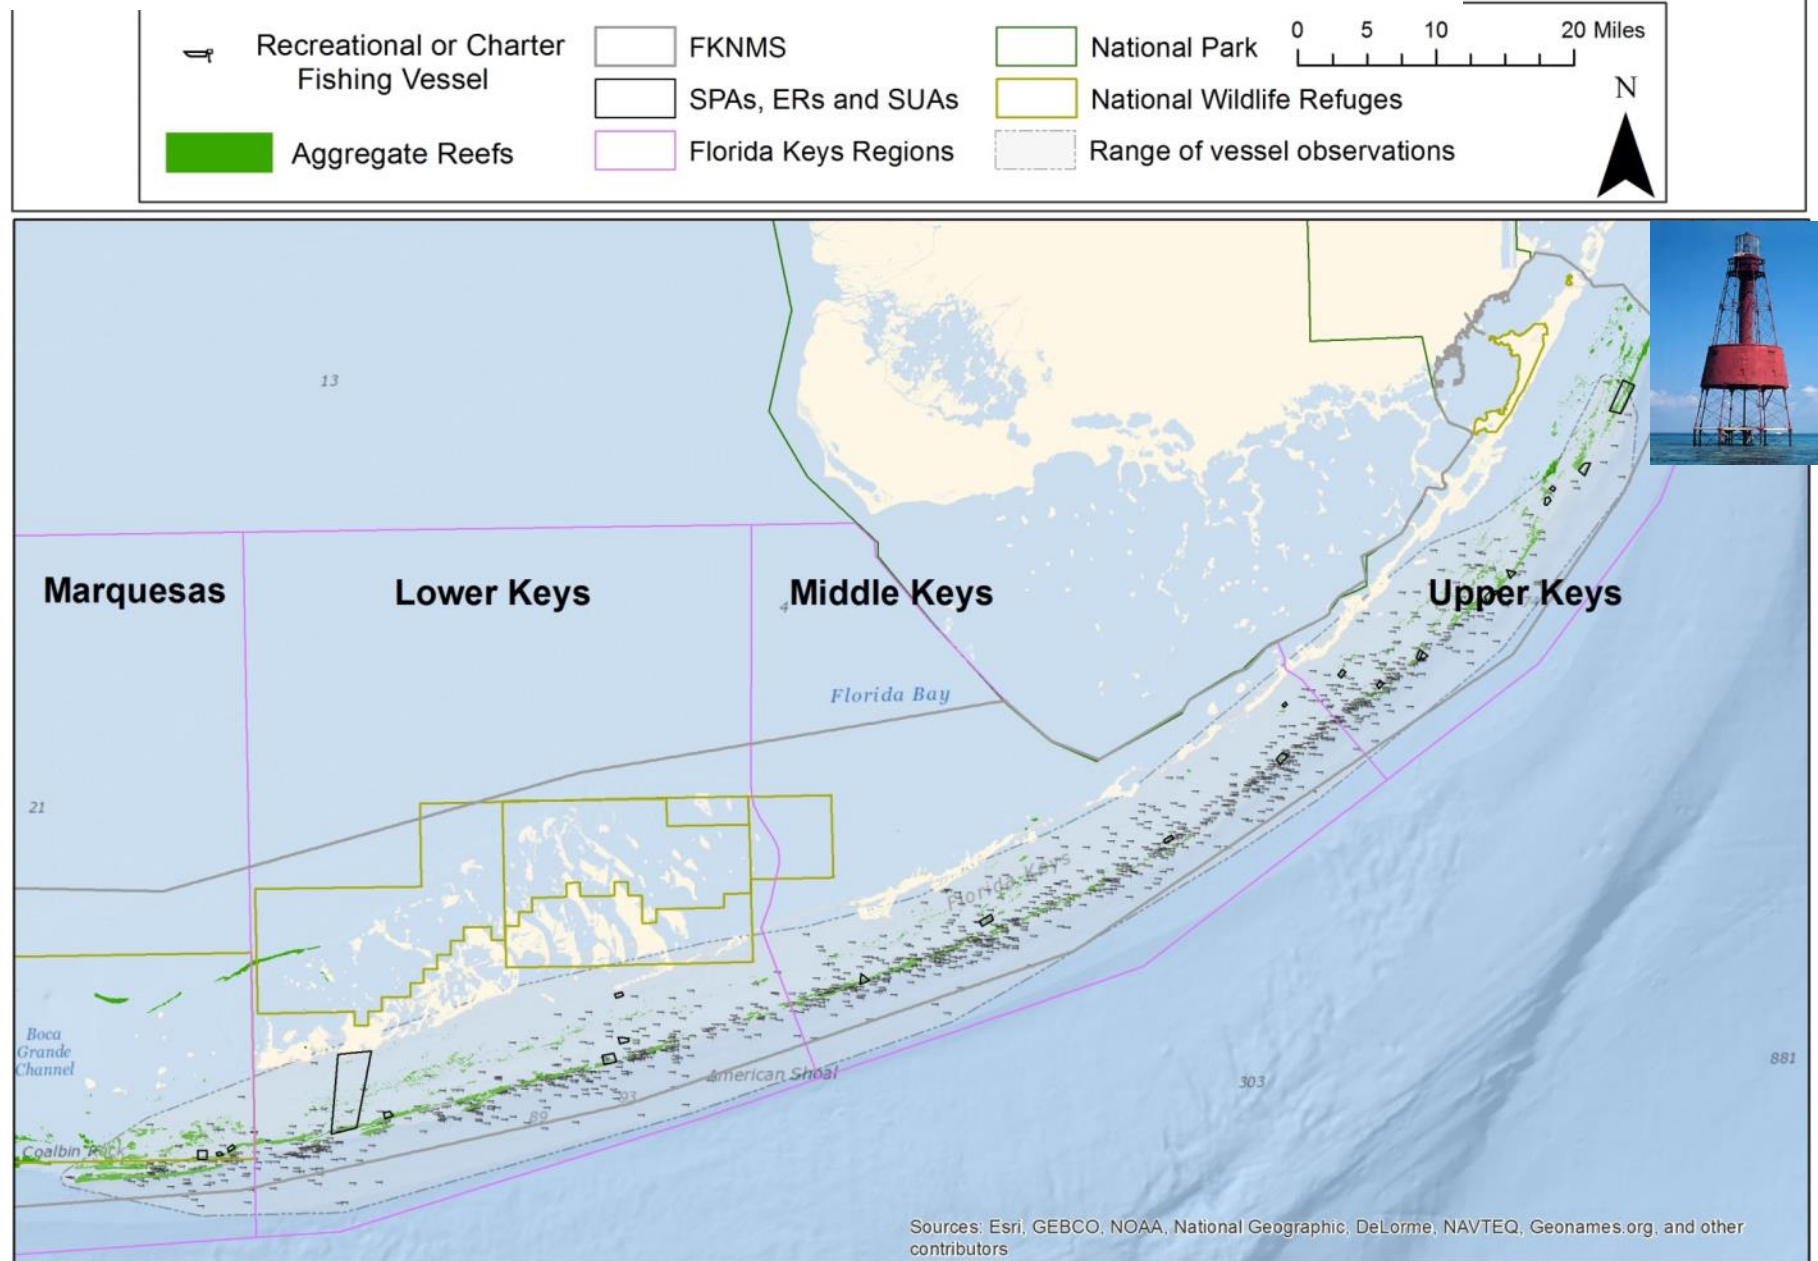 Recreational or Charter
Fishing Vessel
Aggregate Reefs
FKNMS
SPAs, ERs and SUAs
Florida Keys Regions
National Park
National Wildlife Refuges
Range of vessel observations
0 5 10 20 Miles
N
13
Marquesas
Lower Keys
Middle Keys
Upper Keys
4
Florida Bay
21
Florida Keys
Boca
Grande
Channel
American Shoal
93
89
303
881
Coalbin Rock
Sources: Esri, GEBCO, NOAA, National Geographic, DeLorme, NAVTEQ, Geonames.org, and other
contributors